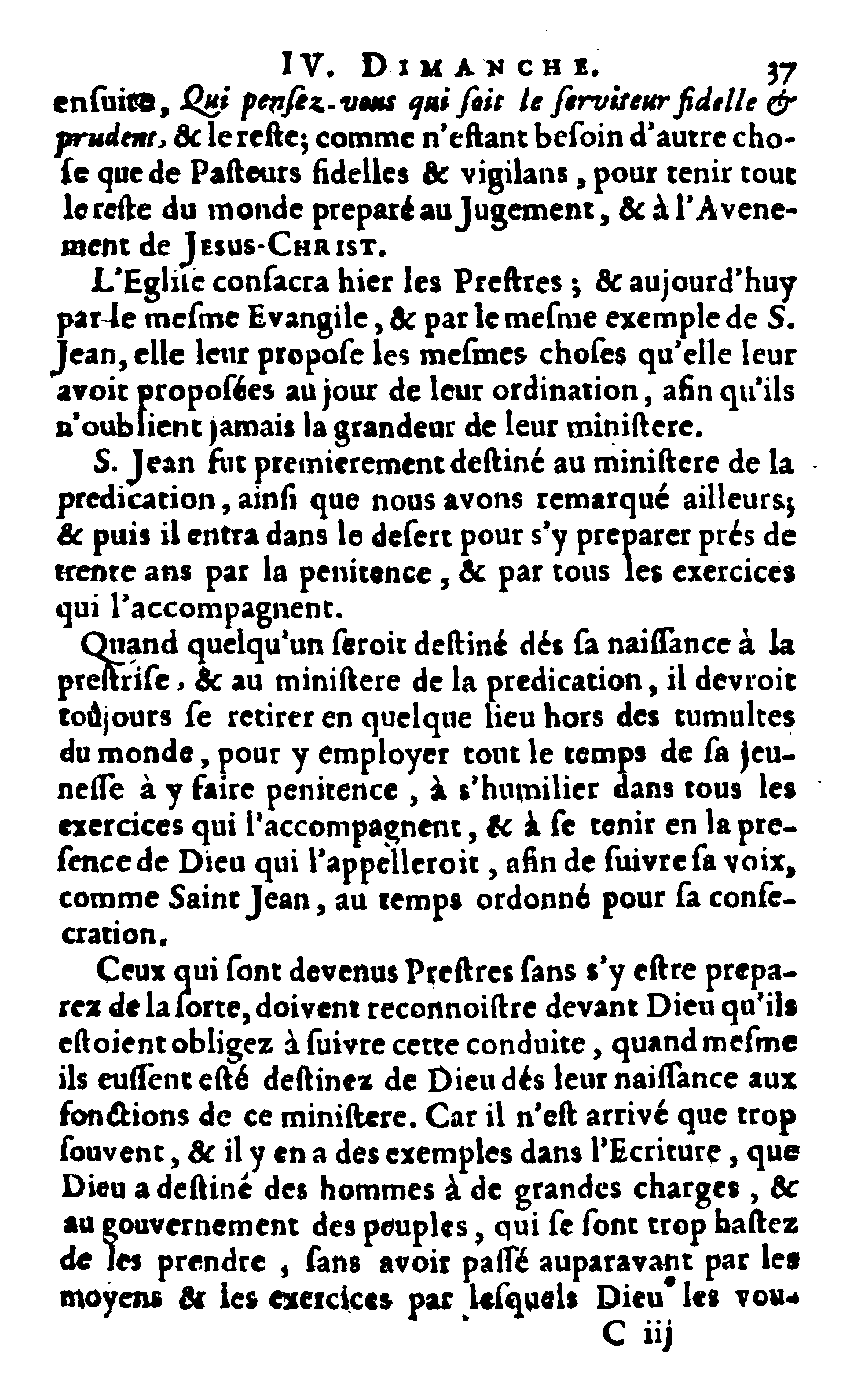 IV. DIMANCHE. 37
enſuite, Qui penſez-vous qui ſoit le ſerviteur fidelle &
prudent, & le reſte; comme n'eſtant beſoin d'autre cho-
ſe que de Paſteurs fidelles & vigilans, pour tenir tout
le reſte du monde preparé au Jugement, & à l'Avene-
ment de JESUS-CHRIST.
L'Egliſe conſacra hier les Preſtres; & aujourd'huy
par le meſme Evangile, & par le meſme exemple de S.
Jean, elle leur propoſe les meſmes choſes qu'elle leur
avoit propoſées au jour de leur ordination, afin qu'ils
n'oublient jamais la grandeur de leur miniſtere.
S. Jean fut premierement deſtiné au miniſtere de la
predication, ainſi que nous avons remarqué ailleurs;
& puis il entra dans le deſert pour s'y preparer prés de
trente ans par la penitence, & par tous les exercices
qui l'accompagnent.
Quand quelqu'un ſeroit deſtiné dés ſa naiſſance à la
preſtriſe, & au miniſtere de la predication, il devroit
toûjours ſe retirer en quelque lieu hors des tumultes
du monde, pour y employer tout le temps de ſa jeu-
neſſe à y faire penitence, à s'humilier dans tous les
exercices qui l'accompagnent, & à ſe tenir en la pre-
ſence de Dieu qui l'appelleroit, afin de ſuivre ſa voix,
comme Saint Jean, au temps ordonné pour ſa conſe-
cration.
Ceux qui ſont devenus Preſtres ſans s'y eſtre prepa-
rez de la ſorte, doivent reconnoiſtre devant Dieu qu'ils
eſtoient obligez à ſuivre cette conduite, quand meſme
ils euſſent eſté deſtinez de Dieu dés leur naiſſance aux
fonctions de ce miniſtere. Car il n'eſt arrivé que trop
ſouvent, & il y en a des exemples dans l'Ecriture, que
Dieu a deſtiné des hommes à de grandes charges, &
au gouvernement des peuples, qui ſe ſont trop haſtez
de les prendre, ſans avoir paſſé auparavant par les
moyens & les exercices par leſquels Dieu les vou-
C iij